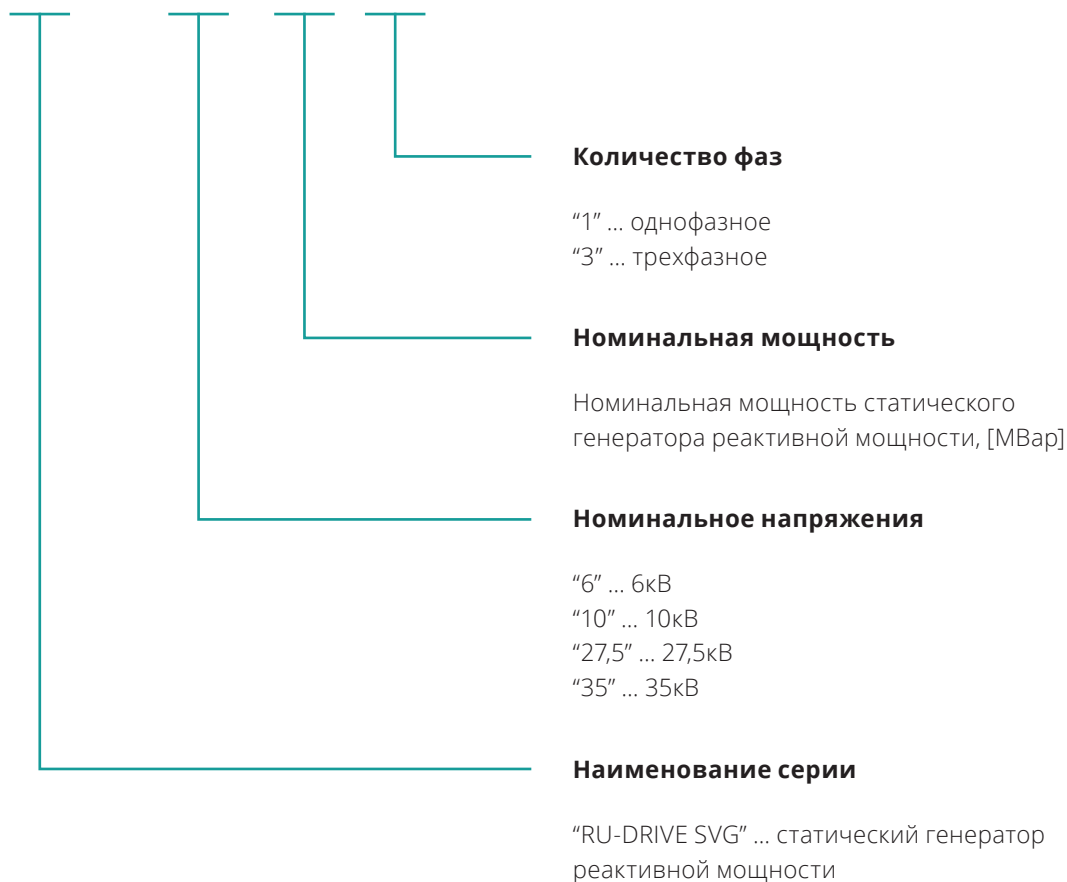 Количество фаз
“1” ... однофазное
“3” ... трехфазное
Номинальная мощность
Номинальная мощность статического
генератора реактивной мощности, [МВар]
Номинальное напряжения
“6” ... 6кВ
“10” ... 10кВ
“27,5” ... 27,5кВ
“35” ... 35кВ
Наименование серии
“RU-DRIVE SVG” ... статический генератор
реактивной мощности